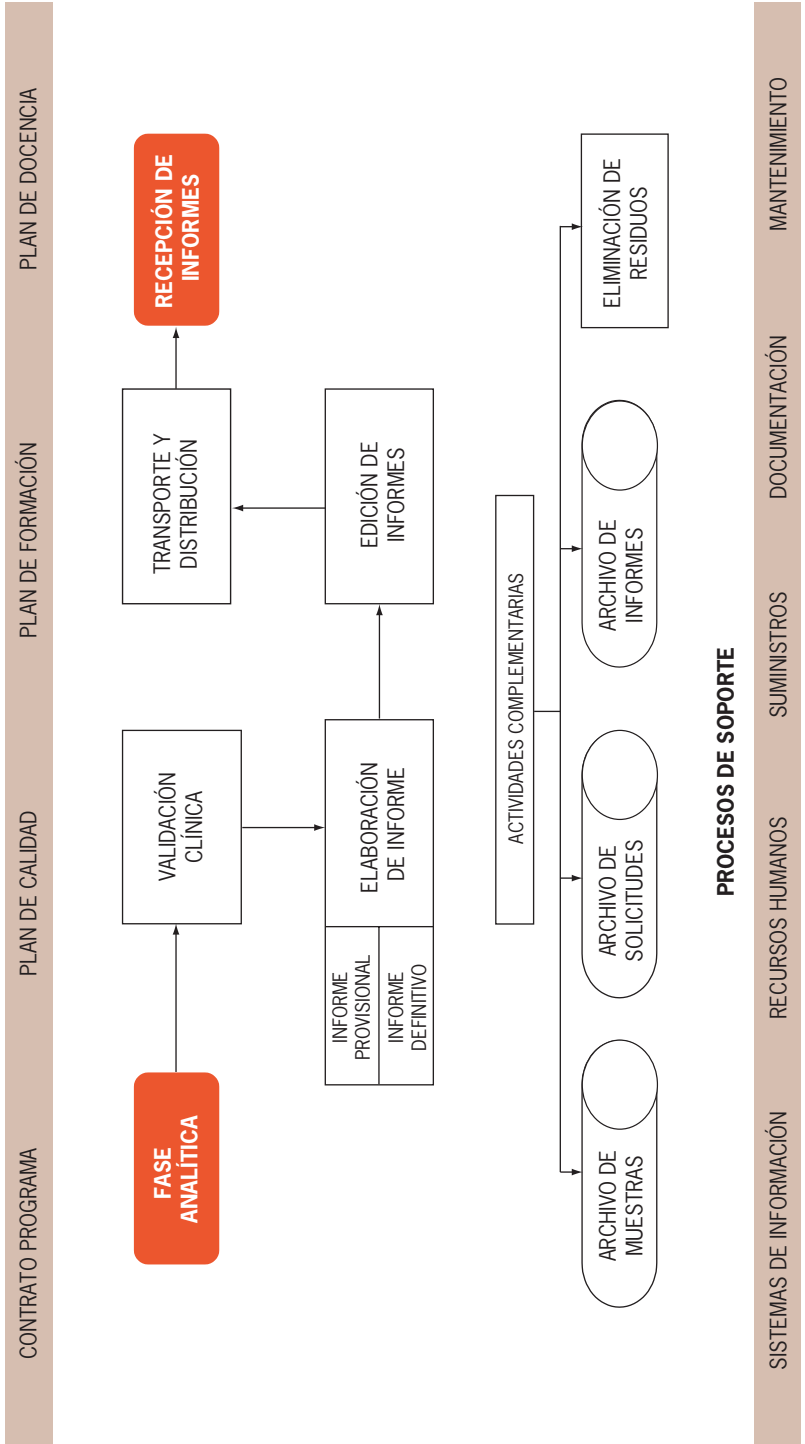 CONTRATO PROGRAMA
PLAN DE CALIDAD
PLAN DE FORMACIÓN
PLAN DE DOCENCIA
FASE
ANALÍTICA
VALIDACIÓN
CLÍNICA
TRANSPORTE Y
DISTRIBUCIÓN
RECEPCIÓN DE
INFORMES
INFORME
PROVISIONAL
INFORME
DEFINITIVO
ELABORACIÓN
DE INFORME
EDICIÓN DE
INFORMES
ACTIVIDADES COMPLEMENTARIAS
ARCHIVO DE
MUESTRAS
ARCHIVO DE
SOLICITUDES
ARCHIVO DE
INFORMES
ELIMINACIÓN DE
RESIDUOS
PROCESOS DE SOPORTE
SISTEMAS DE INFORMACIÓN
RECURSOS HUMANOS
SUMINISTROS
DOCUMENTACIÓN
MANTENIMIENTO